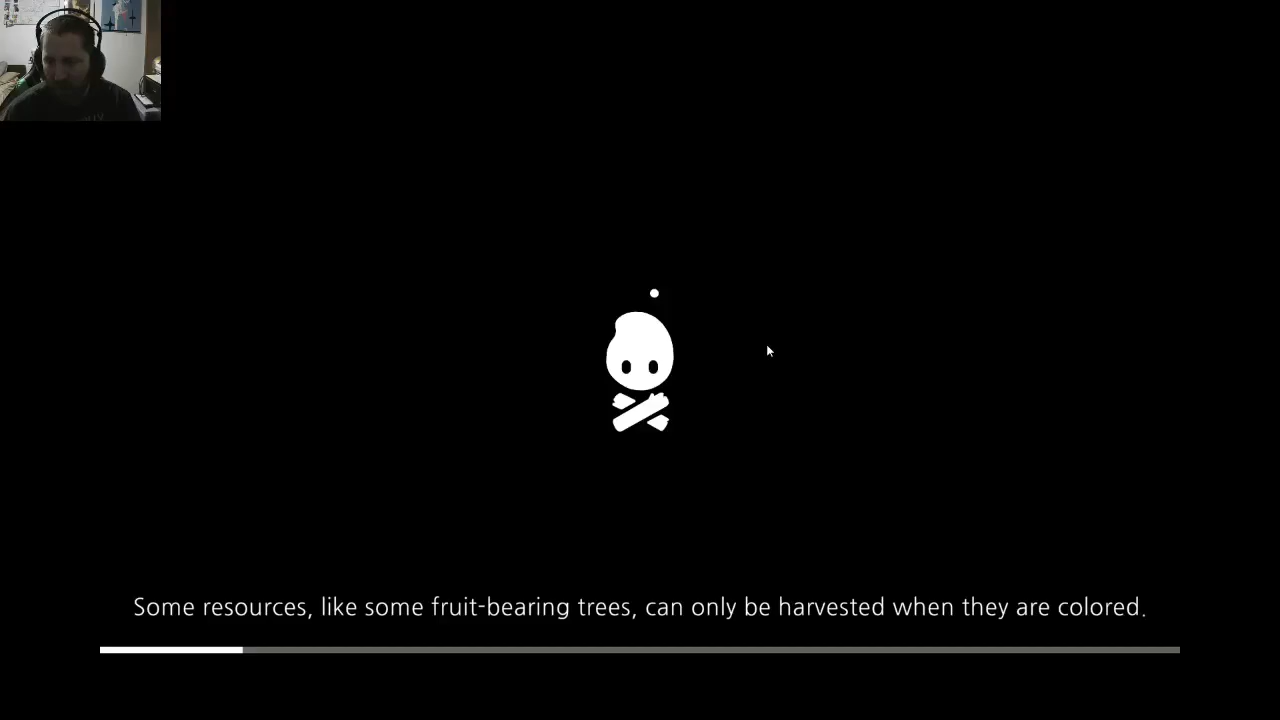 Some resources, like some fruit-bearing trees, can only be harvested when they are colored.